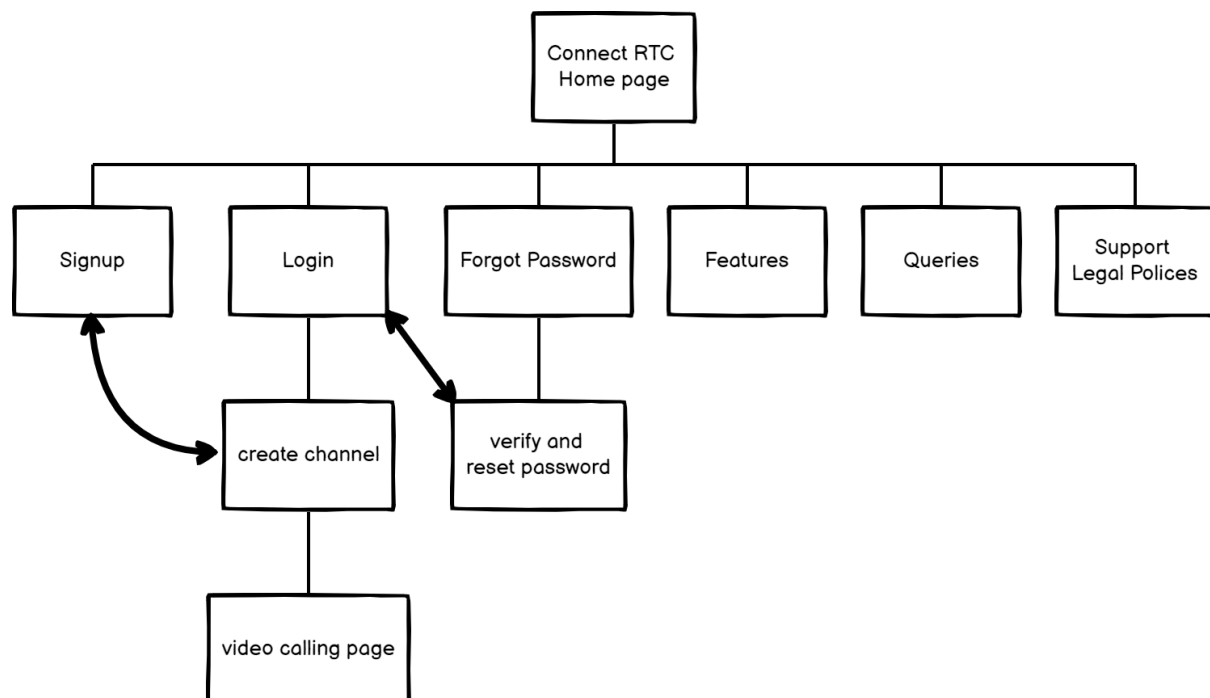 Connect RTC
Home page
Signup
Login
Forgot Password
Features
Queries
Support
Legal Polices
create channel
verify and
reset password
video calling page